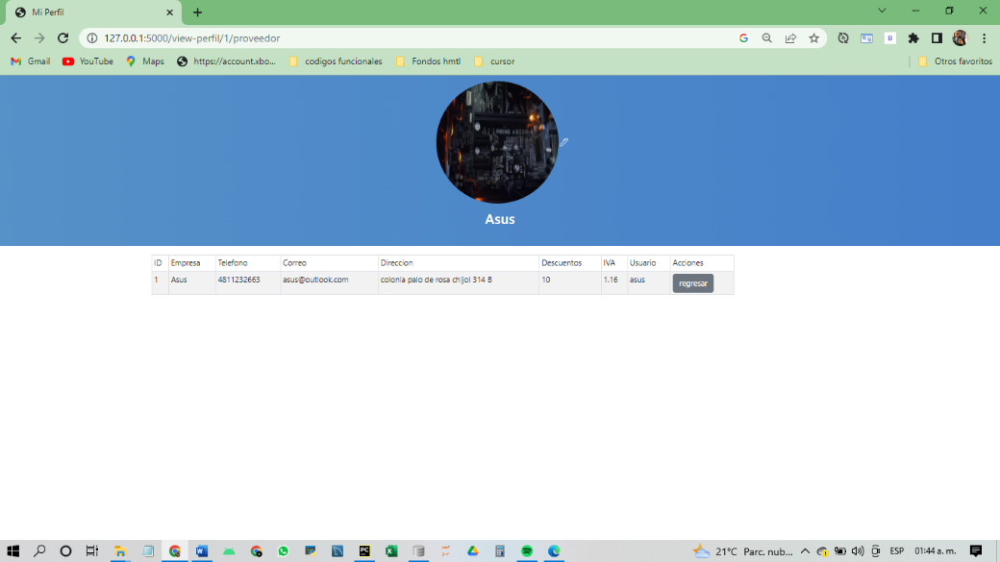 Mi Perfil
127.0.0.1:5000/view-perfil/1/proveedor
Gmail YouTube Maps https://account.xbo... codigos funcionales Fondos hmtl cursor Otros favoritos
Asus
ID Empresa Telefono Correo Direccion Descuentos IVA Usuario Acciones
1 Asus 4811232663 asus@outlook.com colonia palo de rosa chijol 314 B 10 1.16 asus regresar
21°C Parc. nub... ESP 01:44 a. m.